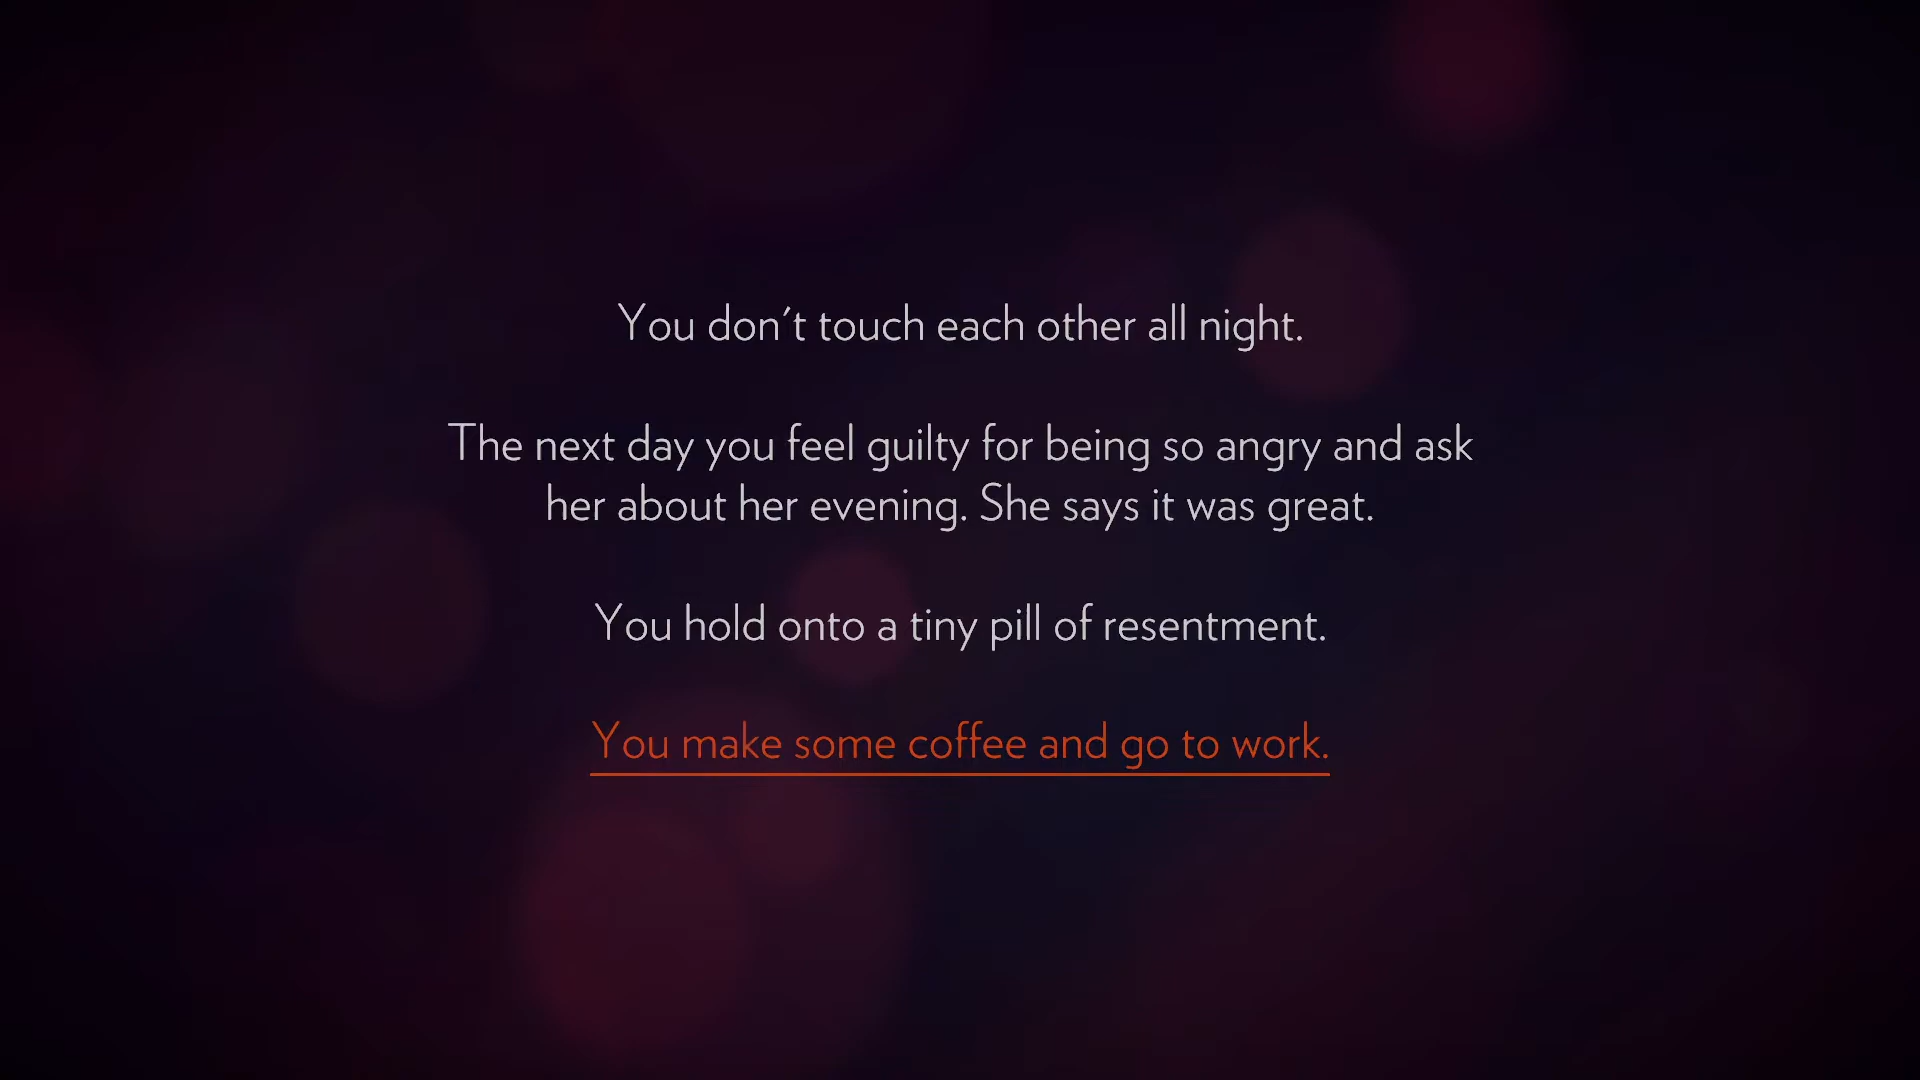 You don't touch each other all night.
The next day you feel guilty for being so angry and ask
her about her evening. She says it was great.
You hold onto a tiny pill of resentment.
You make some coffee and go to work.